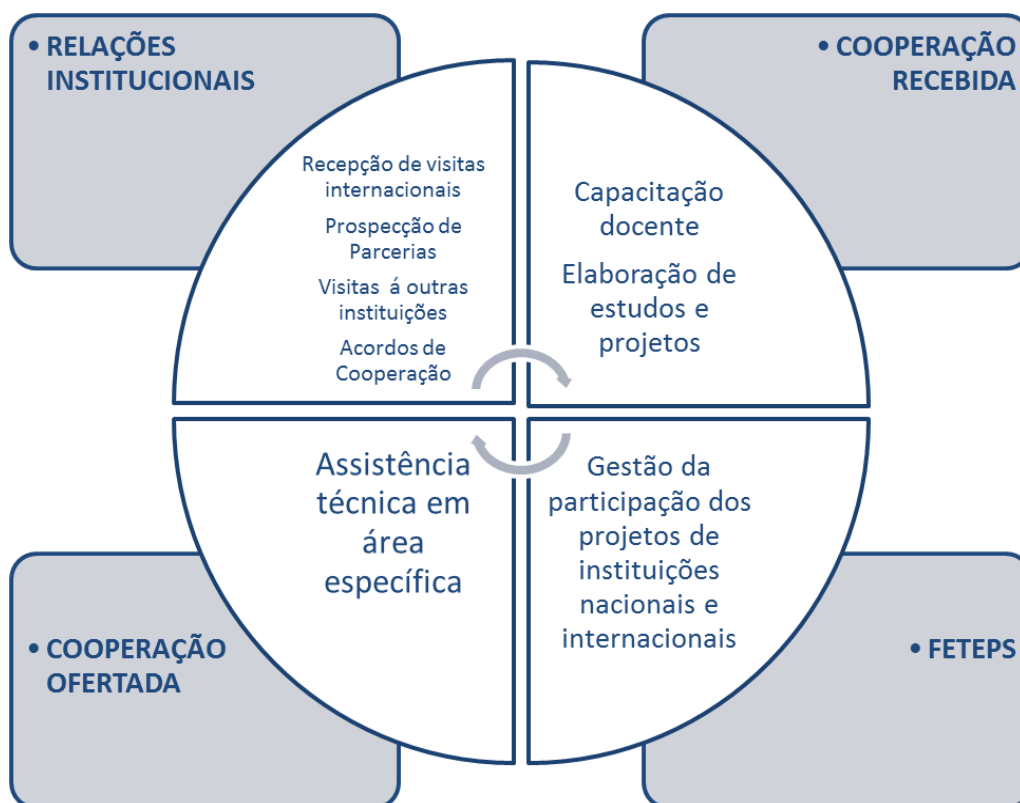 • RELAÇÕES
INSTITUCIONAIS
• COOPERAÇÃO
RECEBIDA
Recepção de visitas
internacionais
Prospecção de
Parcerias
Visitas á outras
instituições
Acordos de
Cooperação
Capacitação
docente
Elaboração de
estudos e
projetos
Assistência
técnica em
área
específica
Gestão da
participação dos
projetos de
instituições
nacionais e
internacionais
• COOPERAÇÃO
OFERTADA
• FETEPS